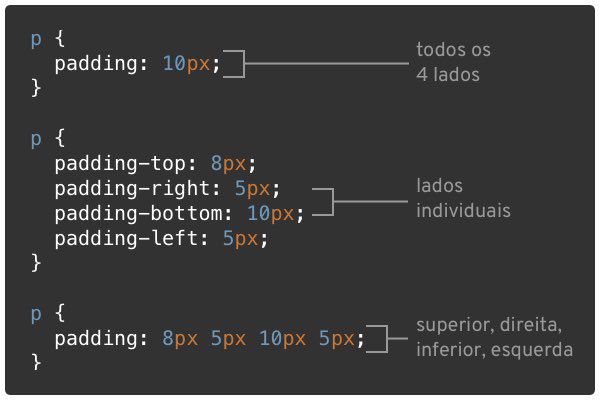 p {
padding: 10px;
}
todos os
4 lados
p {
padding-top: 8px;
padding-right: 5px;
padding-bottom: 10px;
padding-left: 5px;
}
lados
individuais
p {
padding: 8px 5px 10px 5px;
}
superior, direita,
inferior, esquerda